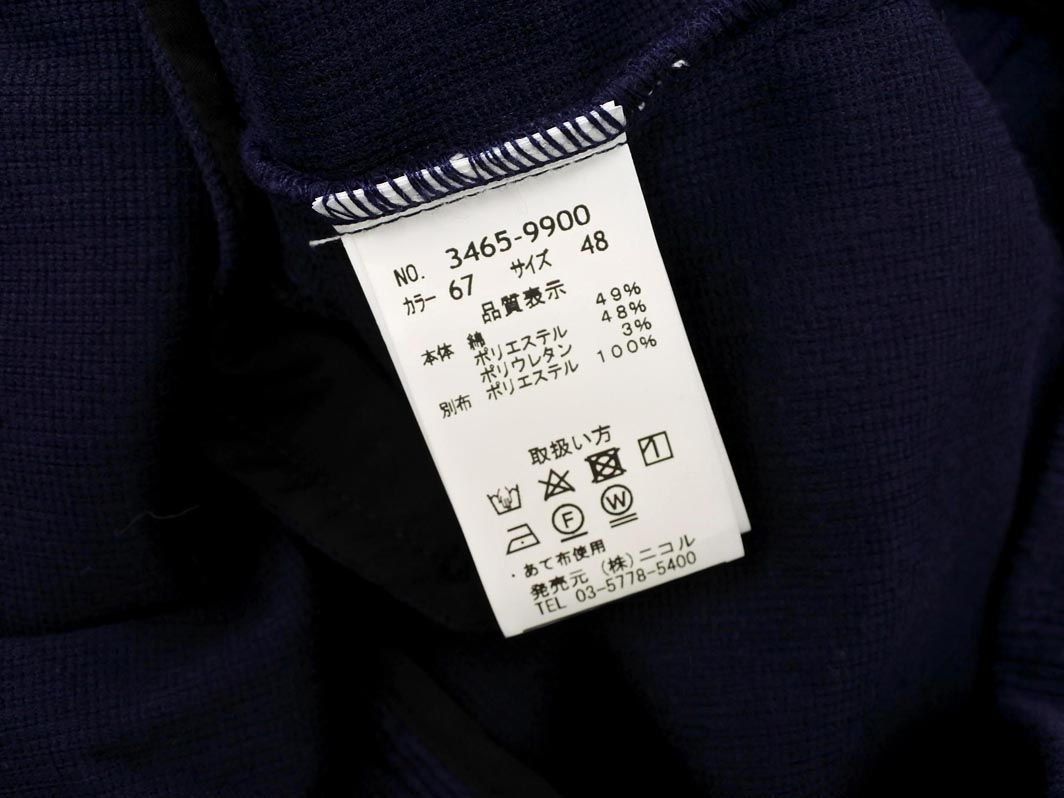 NO. 3465-9900
カラー 67 サイズ 48
品質表示
本体 綿 49%
ポリエステル 48%
ポリウレタン 3%
別布 ポリエステル 100%
取扱い方
F W
・あて布使用
発売元 (株)ニコル
TEL 03-5778-5400